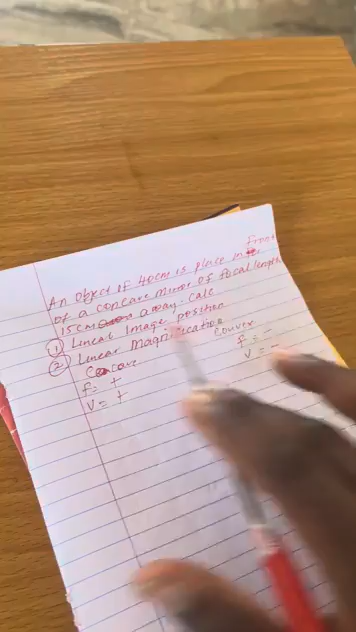 An object of 40cm is place in front
of a concave mirror of focal length
15cm away. calc
① Lineal Image position
② Linear Magnification
Concave Convex
f = + f = -
v = + v = -